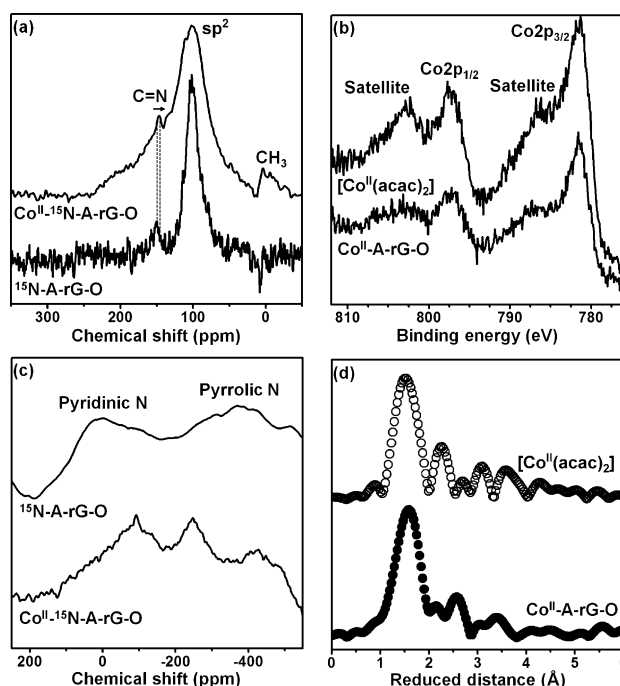 (a)
sp²
C=N
CH₃
Coᴵᴵ-¹⁵N-A-rG-O
¹⁵N-A-rG-O
300 200 100 0
Chemical shift (ppm)
(b)
Co2p₃/₂
Satellite
Co2p₁/₂
Satellite
[Coᴵᴵ(acac)₂]
Coᴵᴵ-A-rG-O
810 800 790 780
Binding energy (eV)
(c)
Pyridinic N
Pyrrolic N
¹⁵N-A-rG-O
Coᴵᴵ-¹⁵N-A-rG-O
200 0 -200 -400
Chemical shift (ppm)
(d)
[Coᴵᴵ(acac)₂]
Coᴵᴵ-A-rG-O
0 1 2 3 4 5 6
Reduced distance (Å)